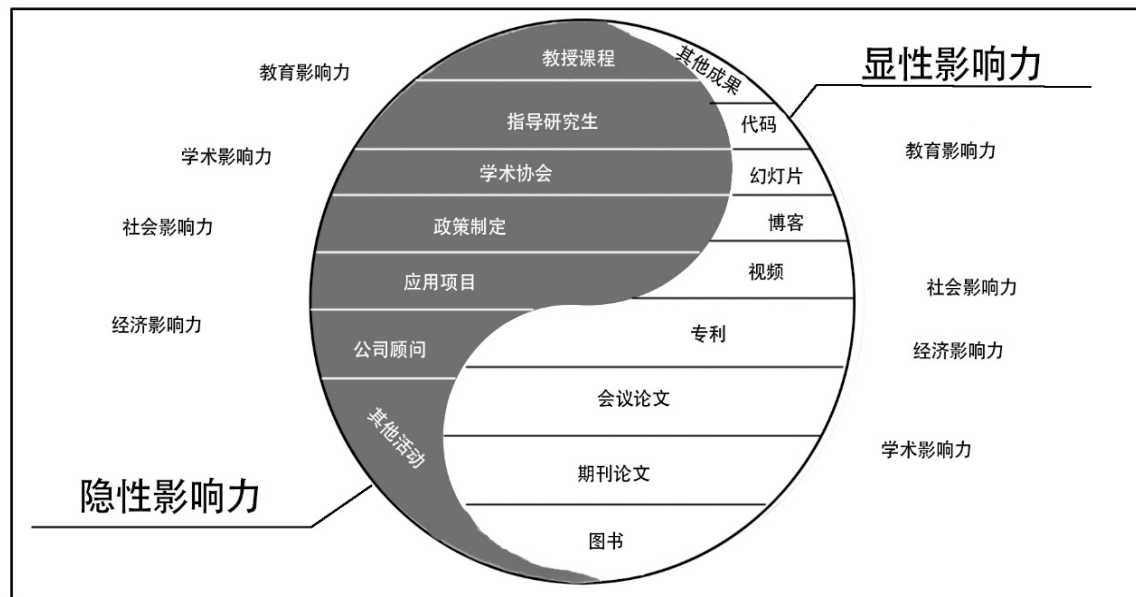 教育影响力
学术影响力
社会影响力
经济影响力
隐性影响力
教授课程
指导研究生
学术协会
政策制定
应用项目
公司顾问
其他活动
其他成果
代码
幻灯片
博客
视频
专利
会议论文
期刊论文
图书
显性影响力
教育影响力
社会影响力
经济影响力
学术影响力